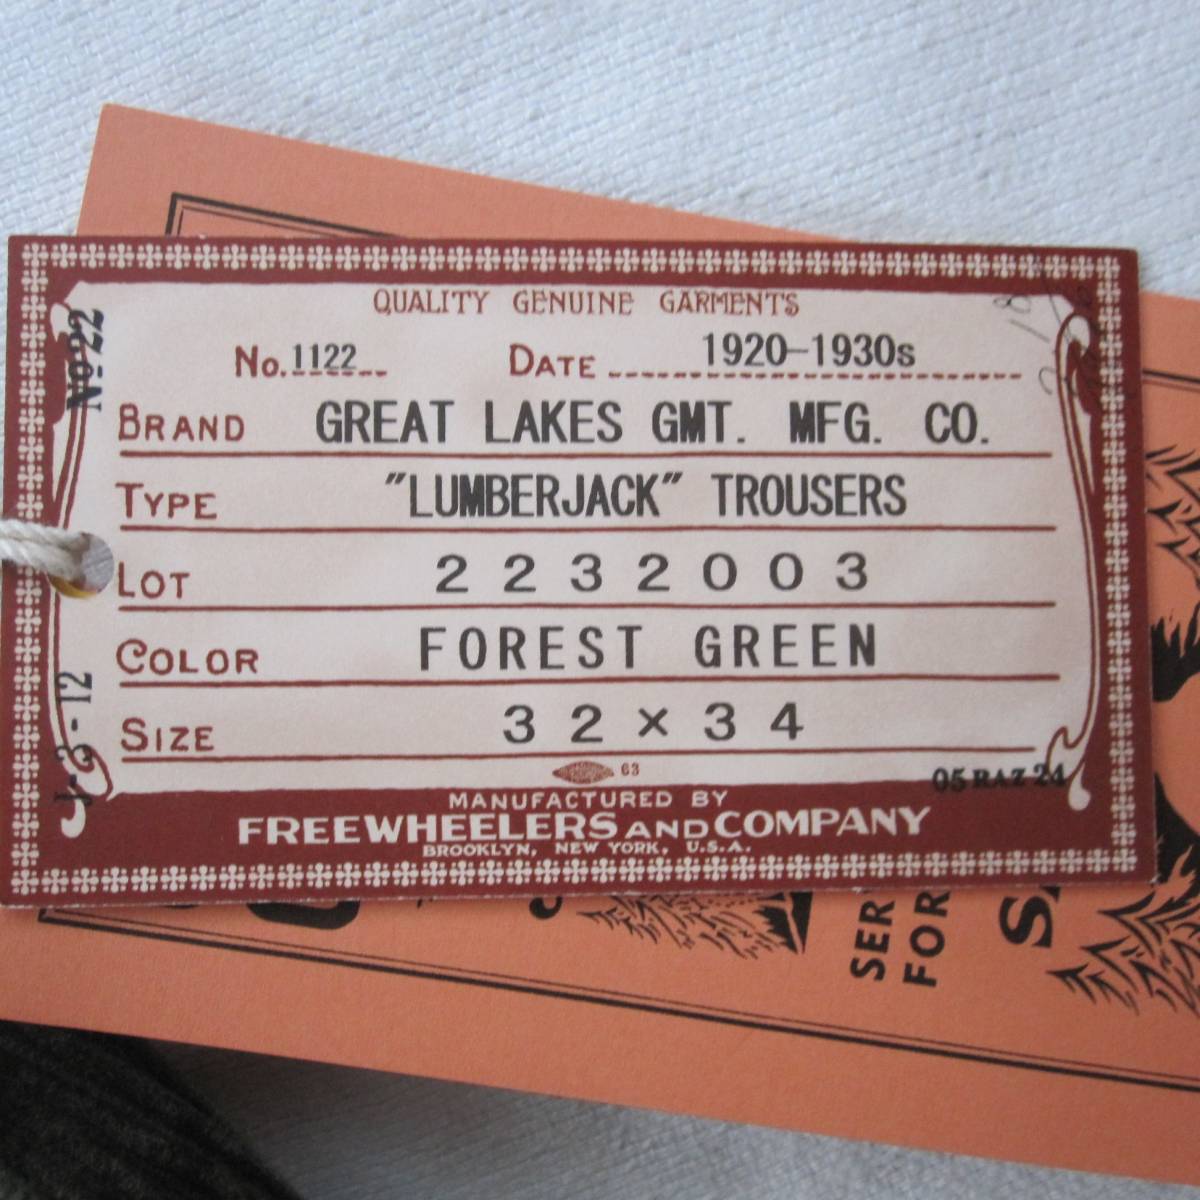 QUALITY GENUINE GARMENTS
No. 1122 DATE 1920-1930s
BRAND GREAT LAKES GMT. MFG. CO.
TYPE "LUMBERJACK" TROUSERS
LOT 2232003
COLOR FOREST GREEN
SIZE 32×34
63
05 RAZ 24
MANUFACTURED BY
FREEWHEELERS AND COMPANY
BROOKLYN, NEW YORK, U.S.A.
No. 22
J-3-12
SER
FOR